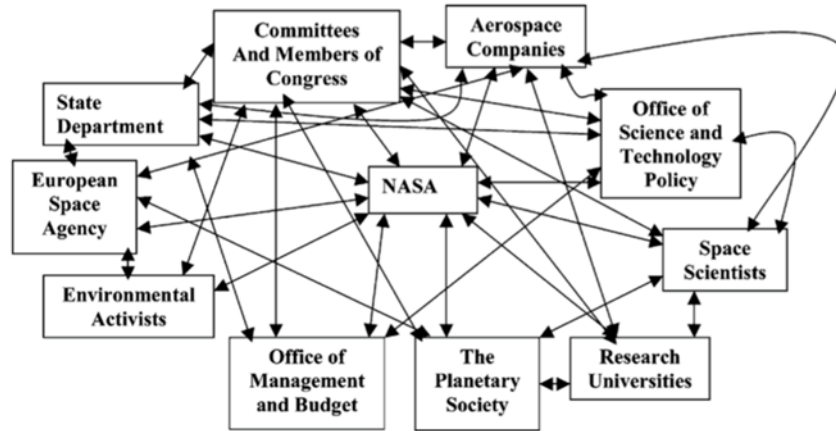 Committees
And Members of
Congress
Aerospace
Companies
State
Department
Office of
Science and
Technology
Policy
European
Space
Agency
NASA
Space
Scientists
Environmental
Activists
Office of
Management
and Budget
The
Planetary
Society
Research
Universities